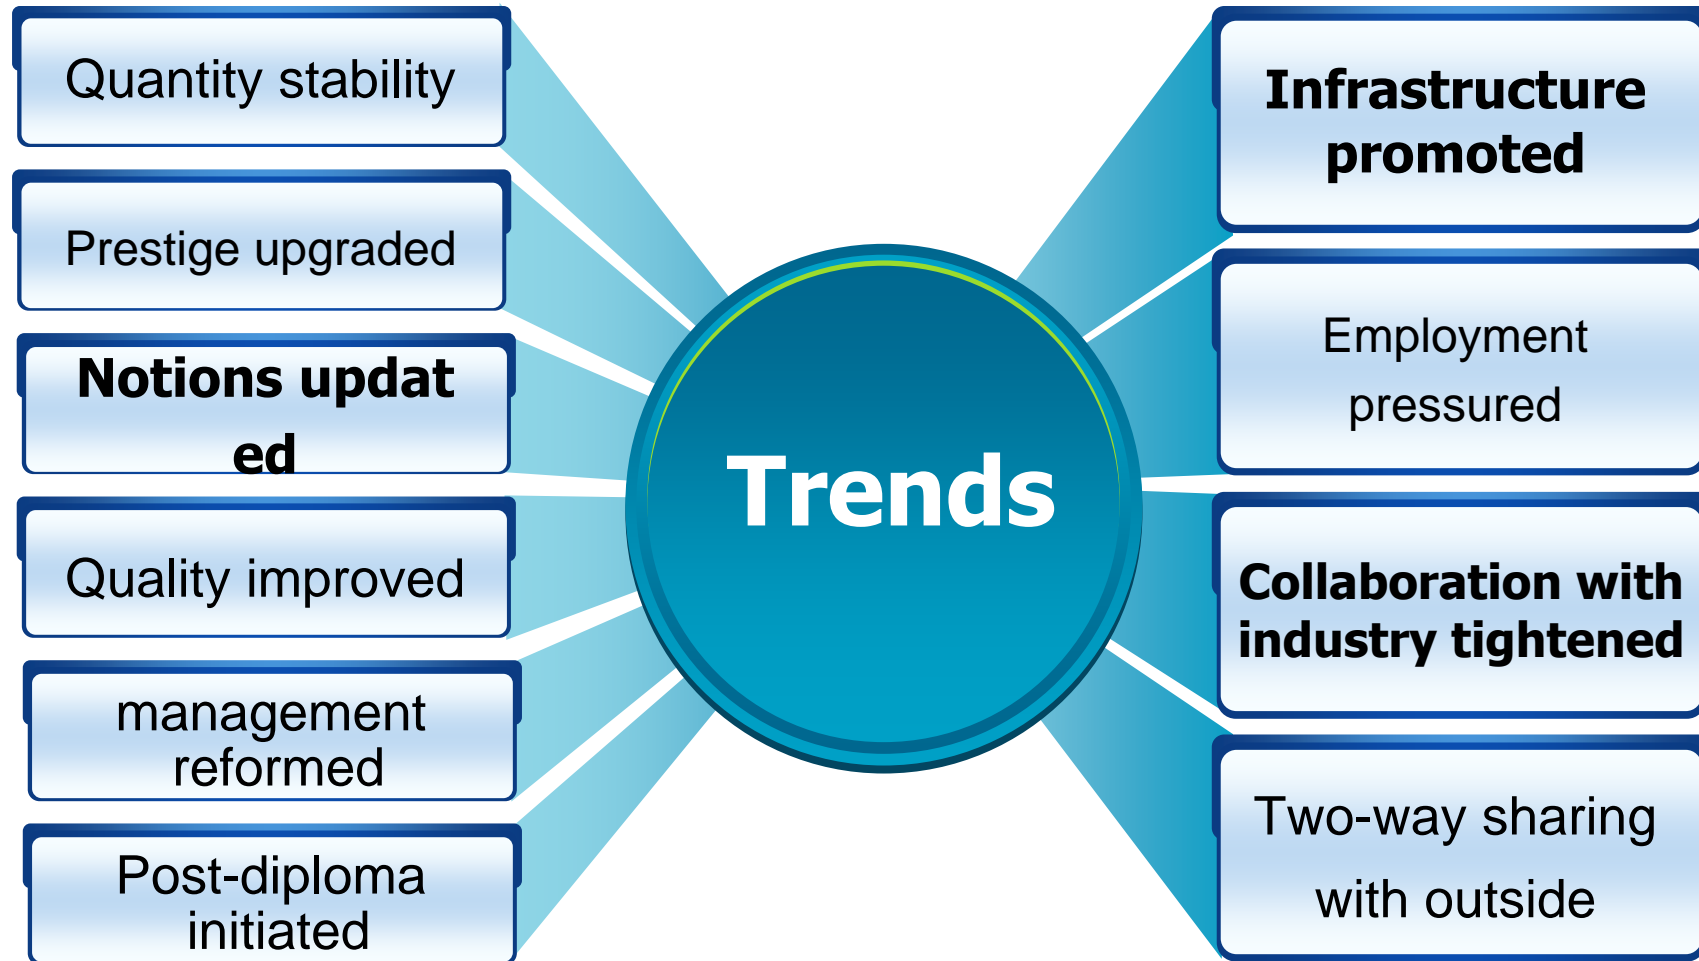 Quantity stability
Prestige upgraded
Notions updat
ed
Quality improved
management
reformed
Post-diploma
initiated
Trends
Infrastructure
promoted
Employment
pressured
Collaboration with
industry tightened
Two-way sharing
with outside